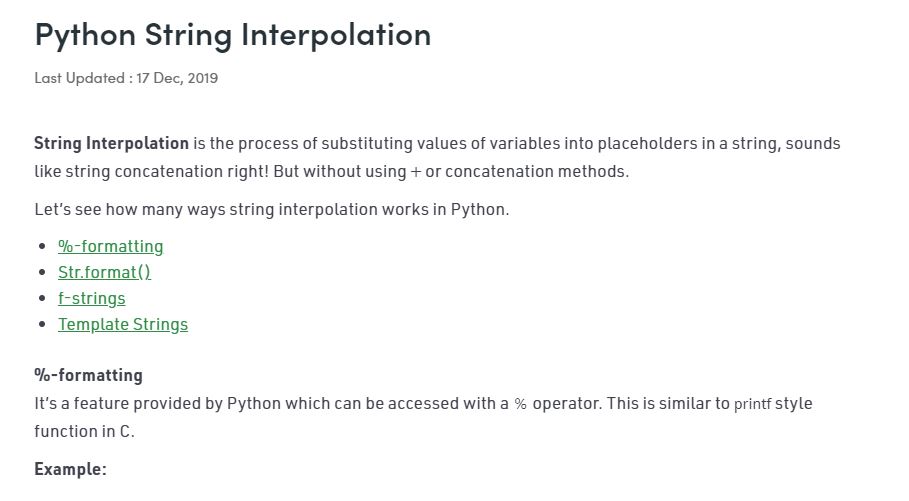 Python String Interpolation
Last Updated : 17 Dec, 2019
String Interpolation is the process of substituting values of variables into placeholders in a string, sounds
like string concatenation right! But without using + or concatenation methods.
Let’s see how many ways string interpolation works in Python.
• %-formatting
• Str.format()
• f-strings
• Template Strings
%-formatting
It’s a feature provided by Python which can be accessed with a % operator. This is similar to printf style
function in C.
Example: